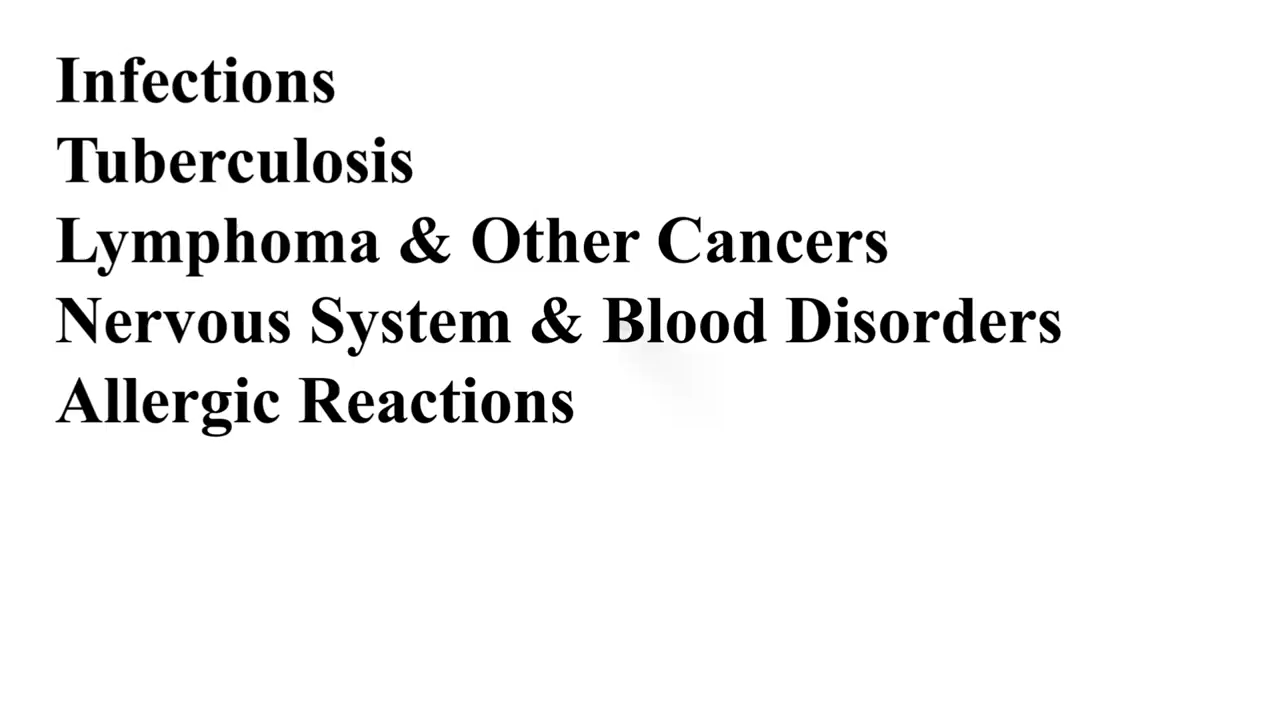 Infections
Tuberculosis
Lymphoma & Other Cancers
Nervous System & Blood Disorders
Allergic Reactions